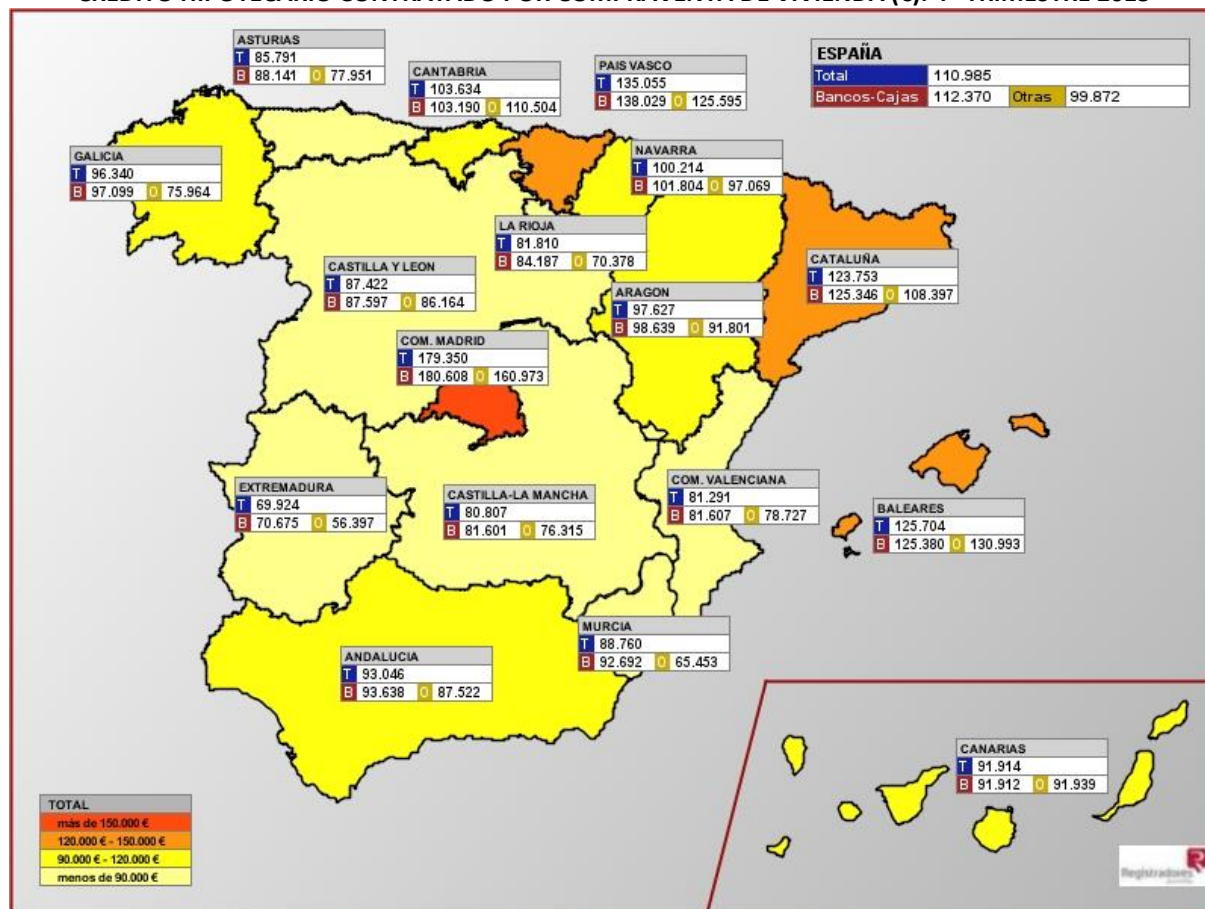 CRÉDITO HIPOTECARIO CONTRATADO POR COMPRAVENTA DE VIVIENDA (€). TRIMESTRE
ASTURIAS
T 85.791
B 88.141 O 77.951
CANTABRIA
T 103.634
B 103.190 O 110.504
PAIS VASCO
T 135.055
B 138.029 O 125.595
ESPAÑA
Total 110.985
Bancos-Cajas 112.370 Otras 99.872
GALICIA
T 96.340
B 97.099 O 75.964
NAVARRA
T 100.214
B 101.804 O 97.069
LA RIOJA
T 81.810
B 84.187 O 70.378
CASTILLA Y LEON
T 87.422
B 87.597 O 86.164
CATALUÑA
T 123.753
B 125.346 O 108.397
ARAGON
T 97.627
B 98.639 O 91.801
COM. MADRID
T 179.350
B 180.608 O 160.973
EXTREMADURA
T 69.924
B 70.675 O 56.397
CASTILLA-LA MANCHA
T 80.807
B 81.601 O 76.315
COM. VALENCIANA
T 81.291
B 81.607 O 78.727
BALEARES
T 125.704
B 125.380 O 130.993
MURCIA
T 88.760
B 92.692 O 65.453
ANDALUCIA
T 93.046
B 93.638 O 87.522
CANARIAS
T 91.914
B 91.912 O 91.939
TOTAL
más de 150.000 €
120.000 € - 150.000 €
90.000 € - 120.000 €
menos de 90.000 €
Registradores